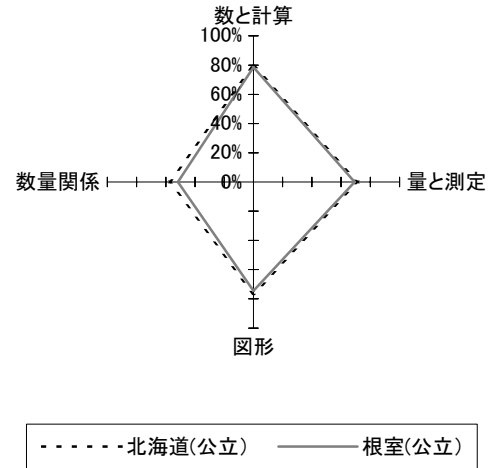 数と計算
100%
80%
60%
40%
20%
0%
数量関係
量と測定
図形
北海道(公立)
根室(公立)